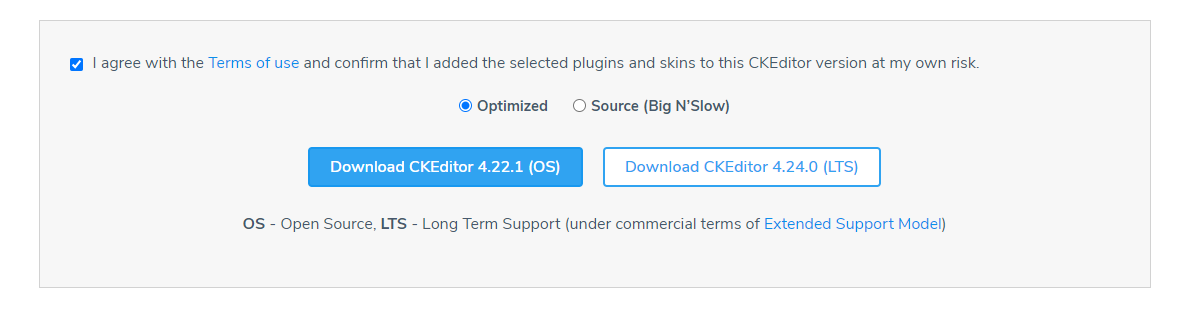 I agree with the Terms of use and confirm that I added the selected plugins and skins to this CKEditor version at my own risk.
Optimized Source (Big N'Slow)
Download CKEditor 4.22.1 (OS) Download CKEditor 4.24.0 (LTS)
OS - Open Source, LTS - Long Term Support (under commercial terms of Extended Support Model)